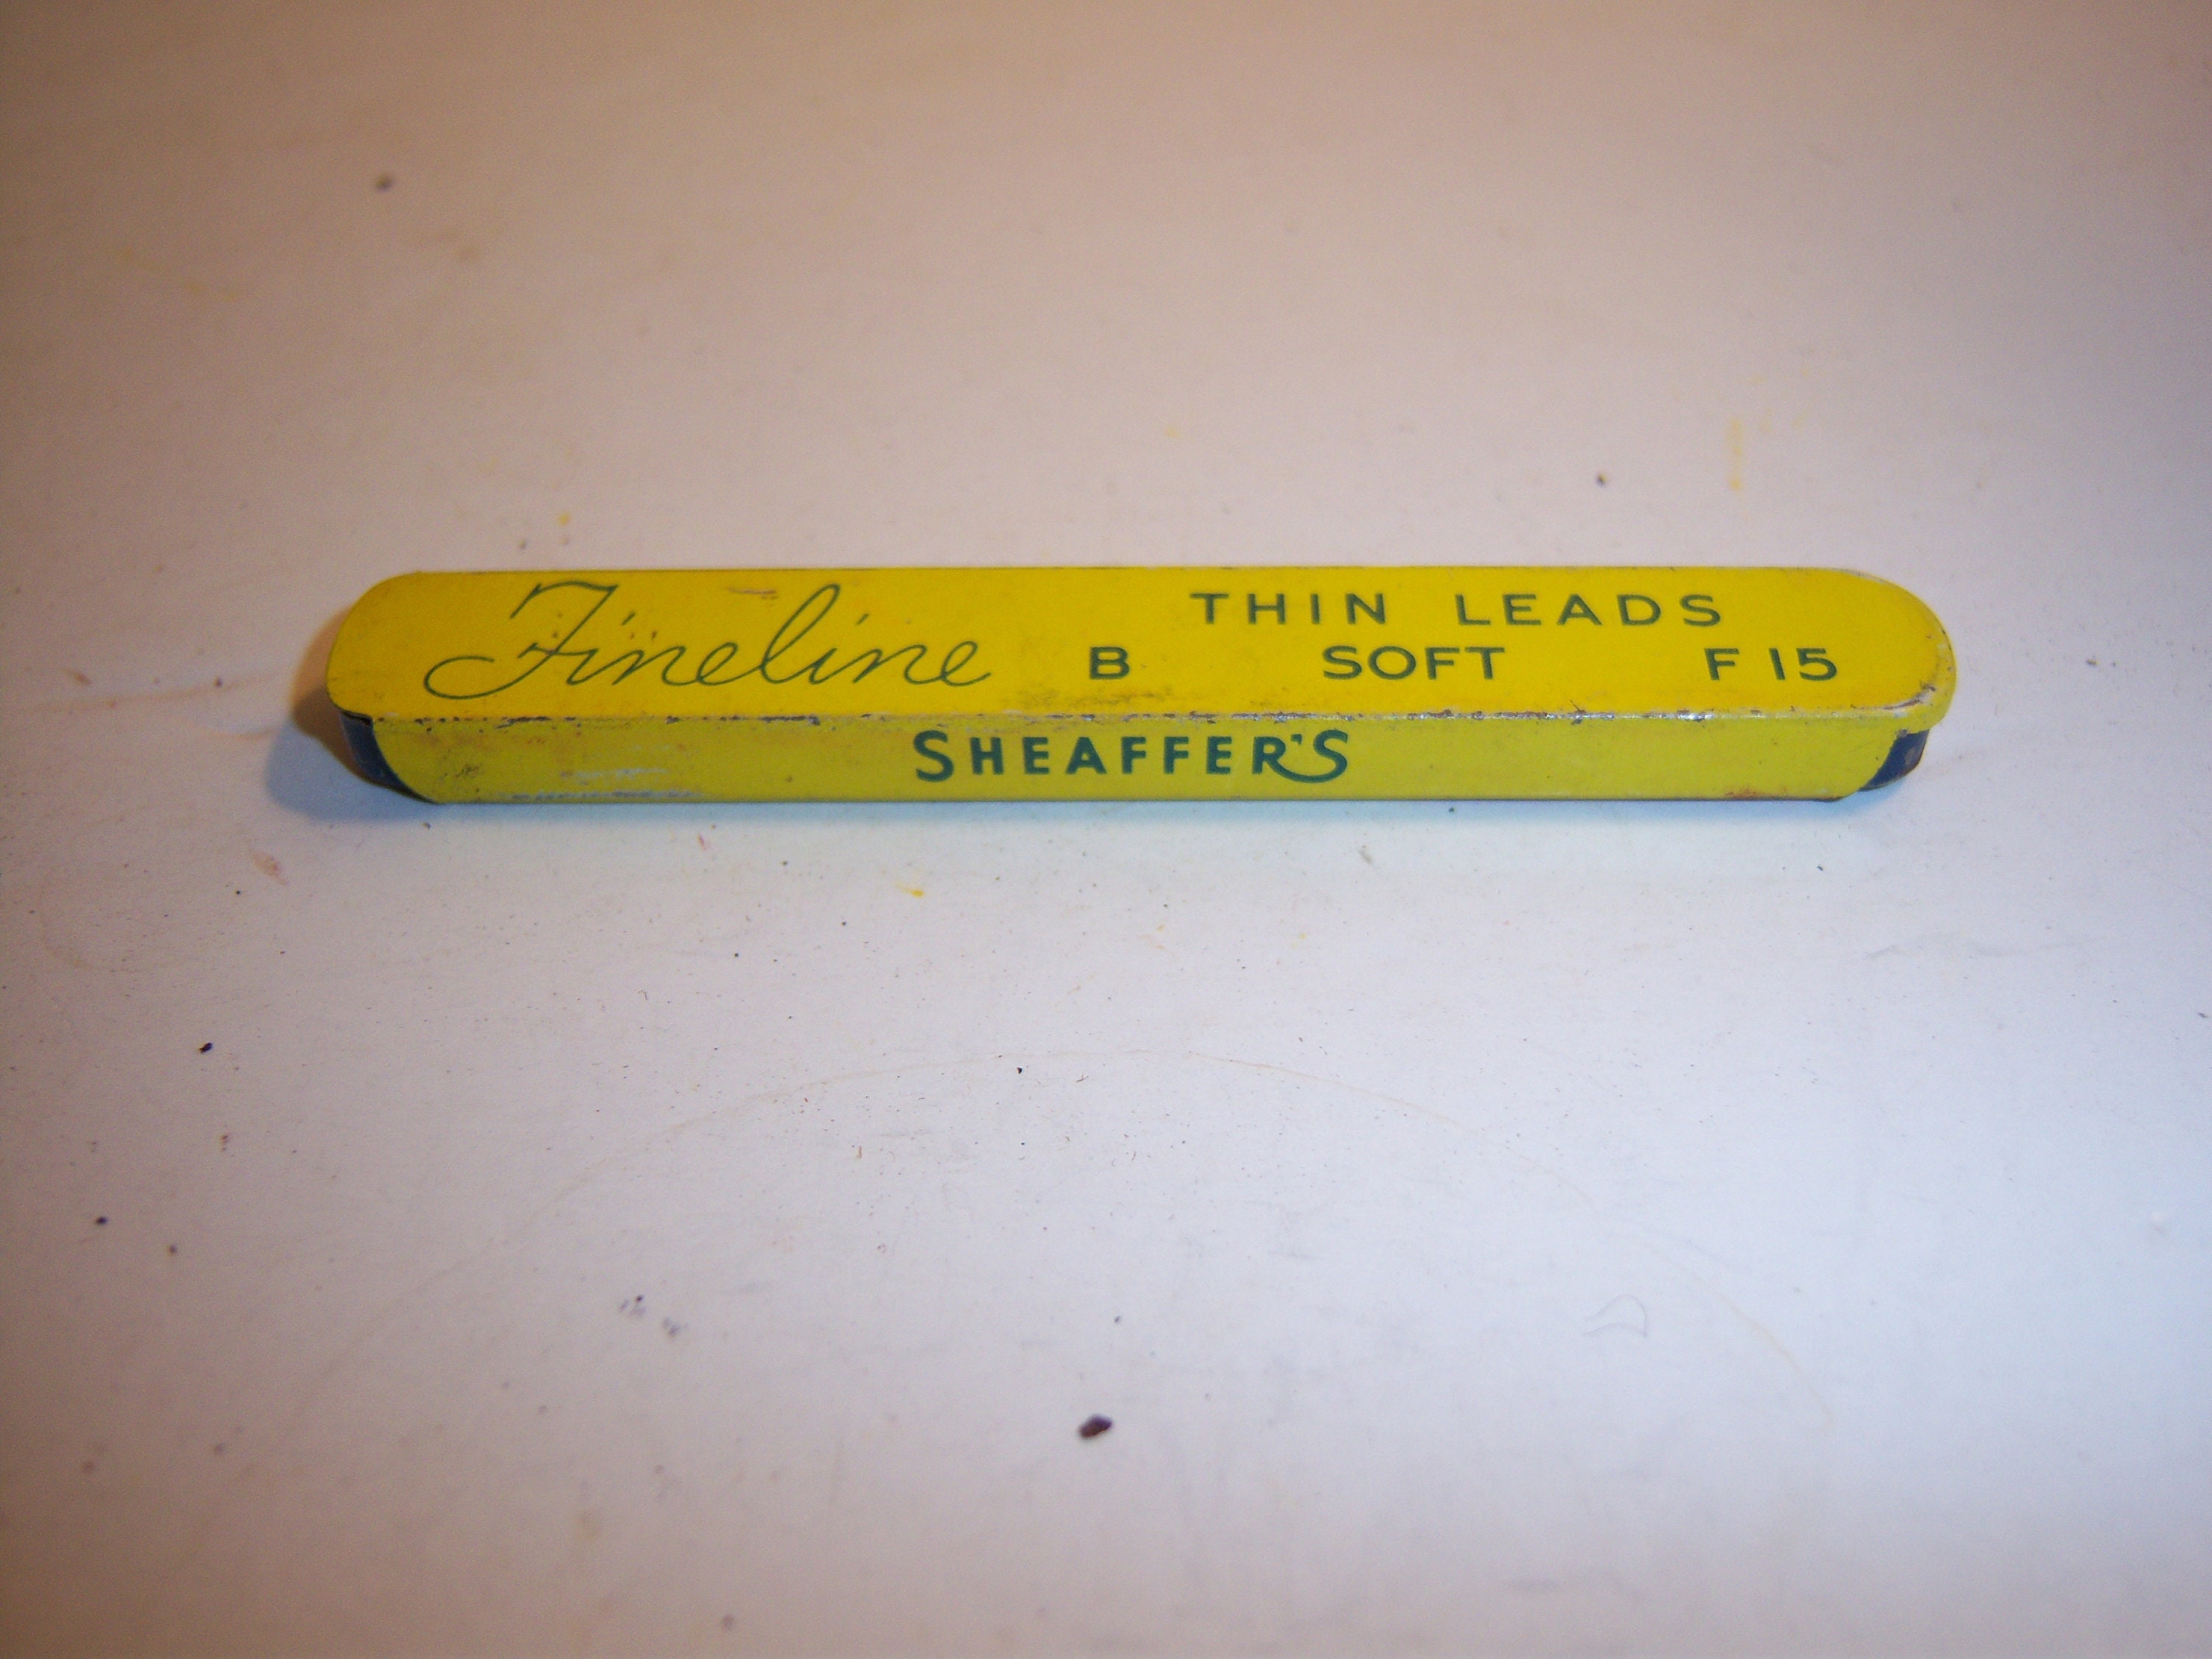 Fineline
THIN LEADS
B SOFT F 15
SHEAFFER'S